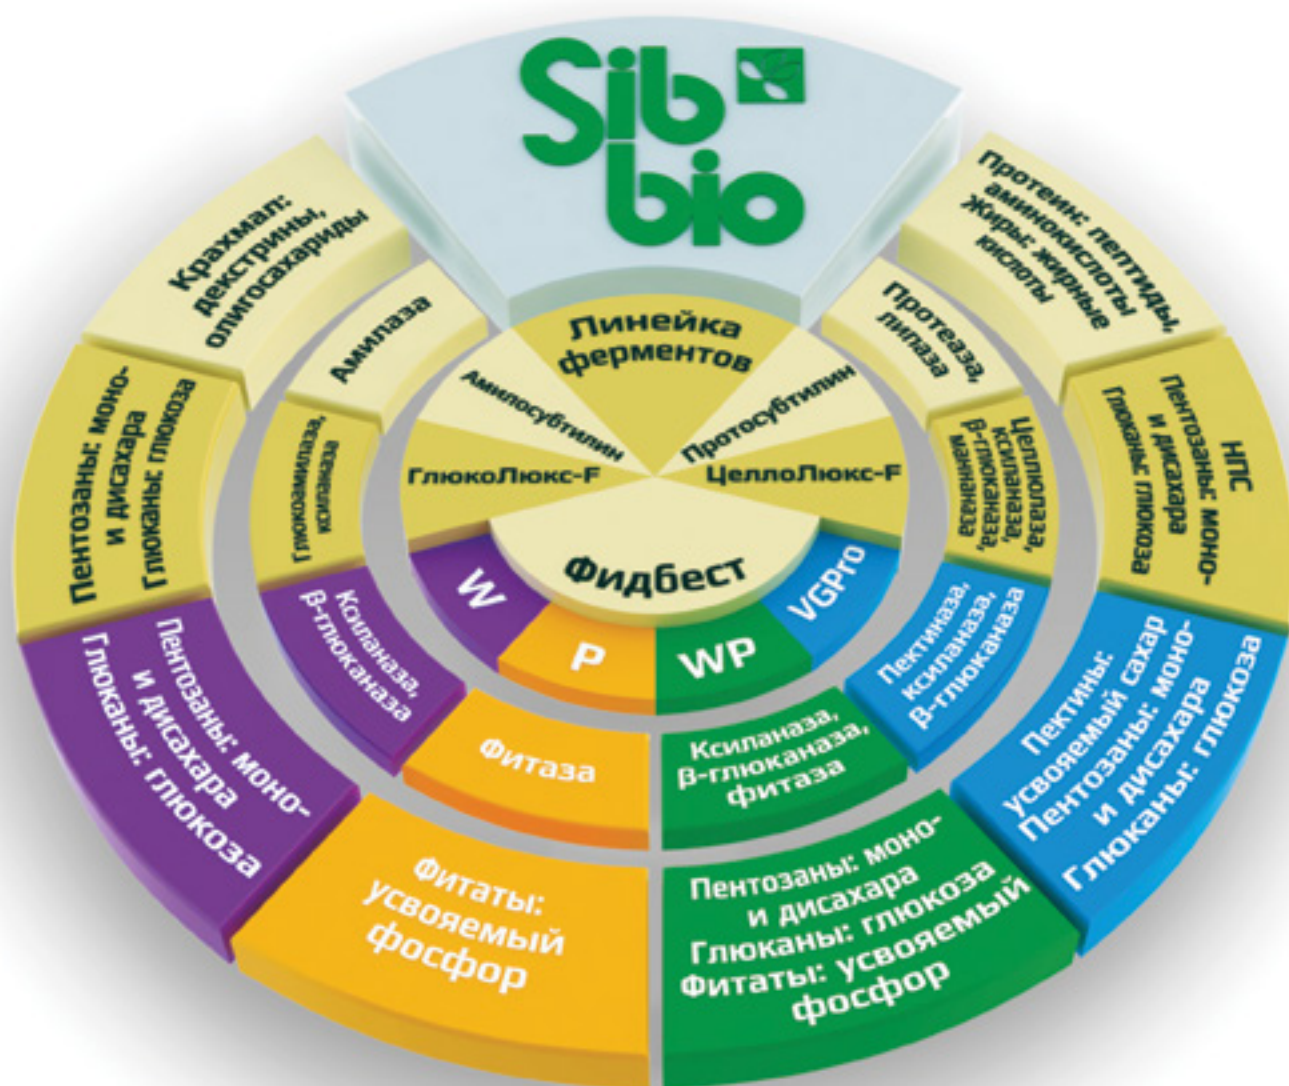 Sib
bio
Линейка
ферментов
Амилосубтилин
Протосубтилин
ГлюкоЛюкс-F
ЦеллоЛюкс-F
Фидбест
W
P
WP
VGPro
Крахмал:
декстрины,
олигосахариды
Амилаза
Протеин: пептиды,
аминокислоты
Жиры: жирные
кислоты
Протеаза,
липаза
Пентозаны: моно-
и дисахара
Глюканы: глюкоза
Глюкоамилаза,
ксиланаза
Целлюлаза,
ксиланаза,
β-глюканаза,
маннаназа
НПС
Пентозаны: моно-
и дисахара
Глюканы: глюкоза
Ксиланаза,
β-глюканаза
Пентозаны: моно-
и дисахара
Глюканы: глюкоза
Фитаза
Фитаты:
усвояемый
фосфор
Ксиланаза,
β-глюканаза,
фитаза
Пентозаны: моно-
и дисахара
Глюканы: глюкоза
Фитаты: усвояемый
фосфор
Пектиназа,
ксиланаза,
β-глюканаза
Пектины:
усвояемый сахар
Пентозаны: моно-
и дисахара
Глюканы: глюкоза